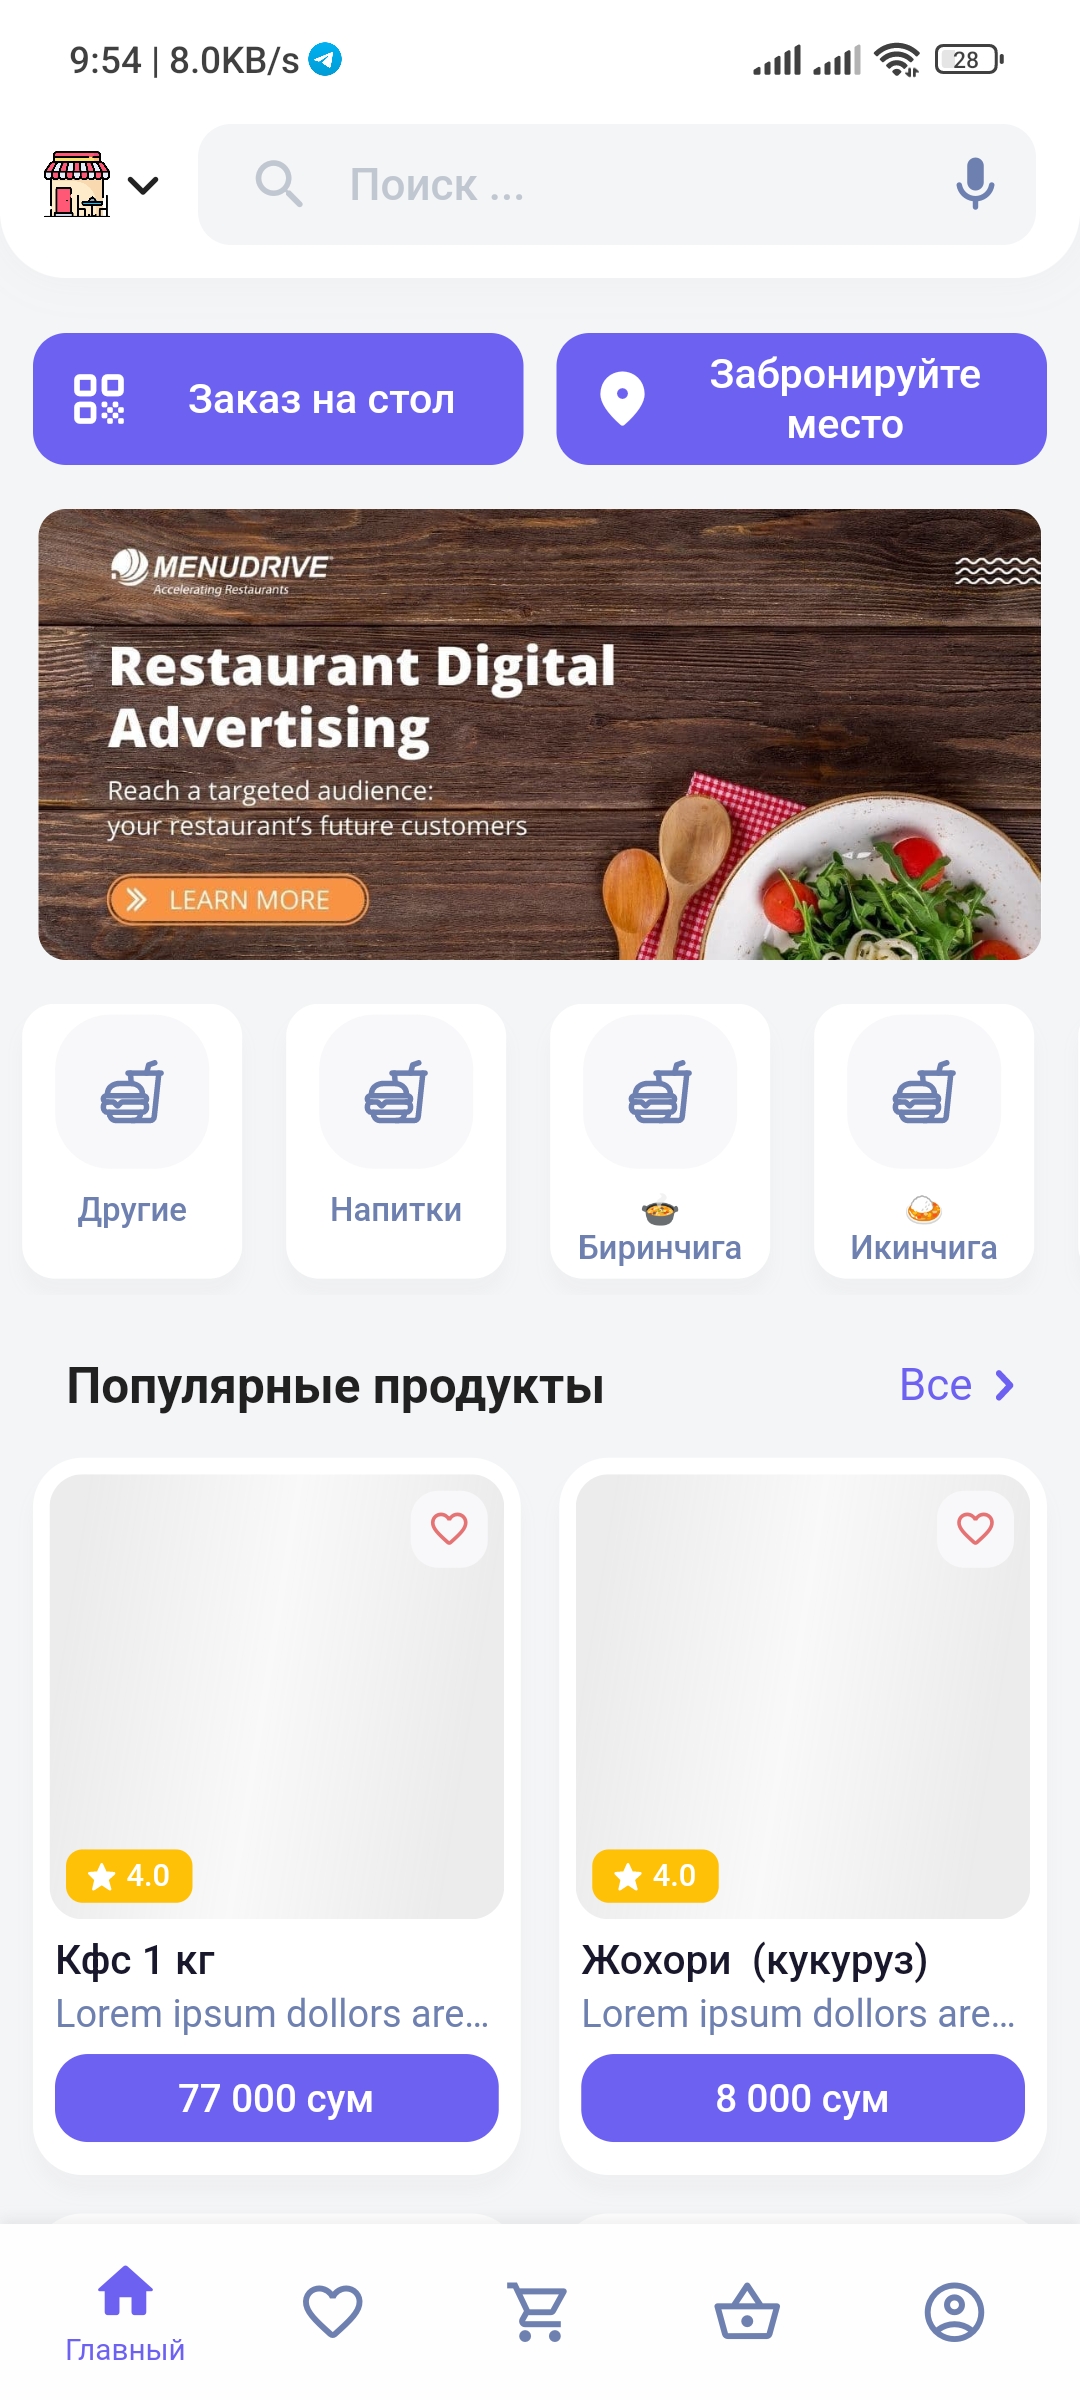 9:54 | 8.0KB/s
28
Поиск ...
Заказ на стол
Забронируйте
место
MENUDRIVE
Accelerating Restaurants
Restaurant Digital
Advertising
Reach a targeted audience:
your restaurant’s future customers
LEARN MORE
Другие
Напитки
🍲
Биринчига
🍛
Икинчига
Популярные продукты
Все
4.0
4.0
Кфс 1 кг
Жохори  (кукуруз)
Lorem ipsum dollors are...
Lorem ipsum dollors are...
77 000 сум
8 000 сум
Главный